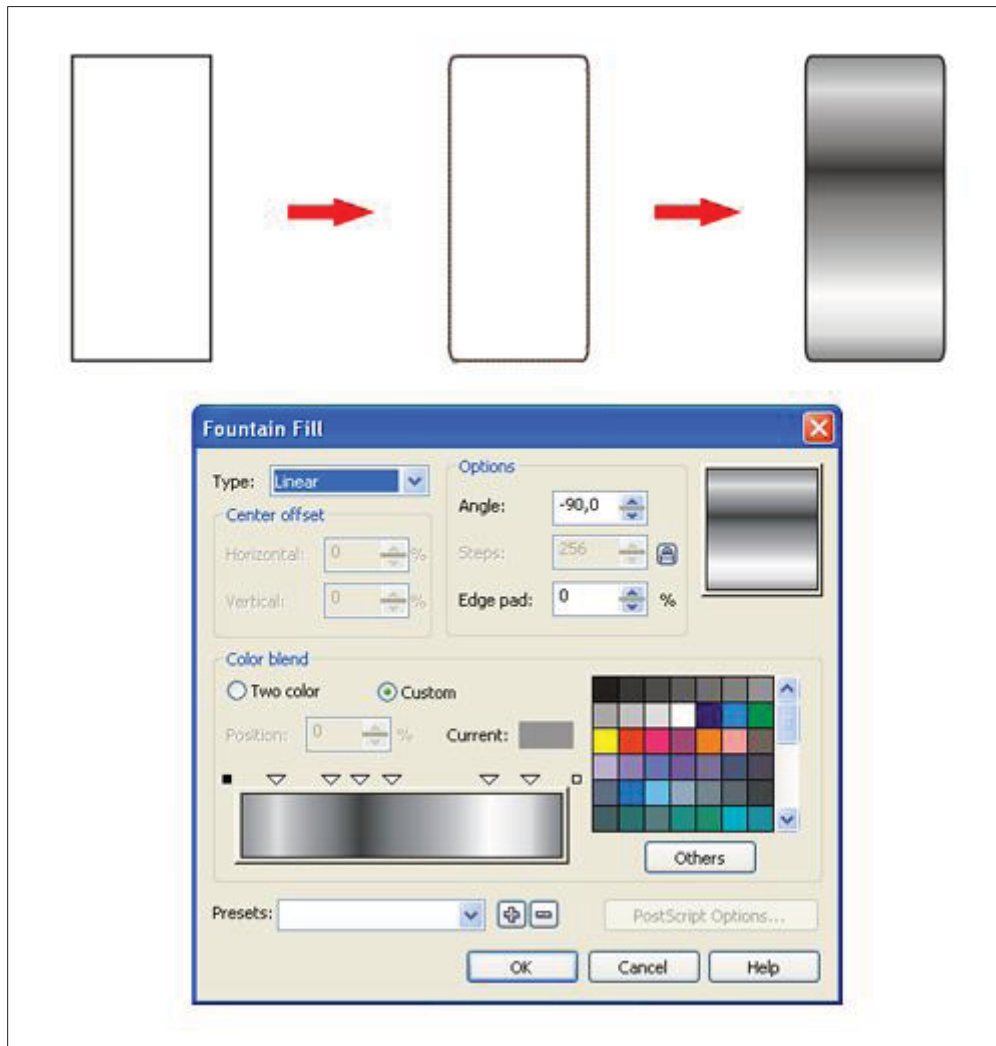 Fountain Fill
Type: Linear
Options
Center offset
Angle: -90,0
Horizontal: 0 %
Steps: 256
Vertical: 0 %
Edge pad: 0 %
Color blend
Two color Custom
Position: 0 % Current:
Others
Presets: PostScript Options...
OK Cancel Help